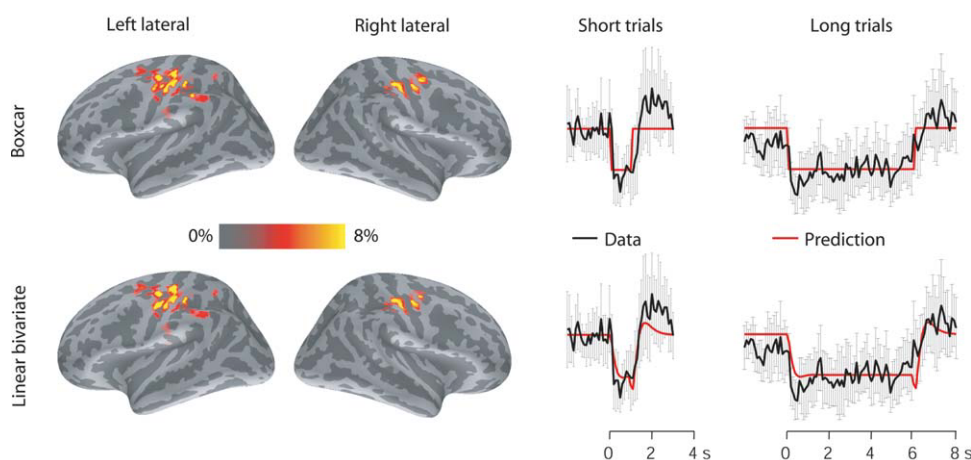 Left lateral
Right lateral
Short trials
Long trials
Boxcar
0%
8%
Data
Prediction
Linear bivariate
0 2 4 s
0 2 4 6 8 s